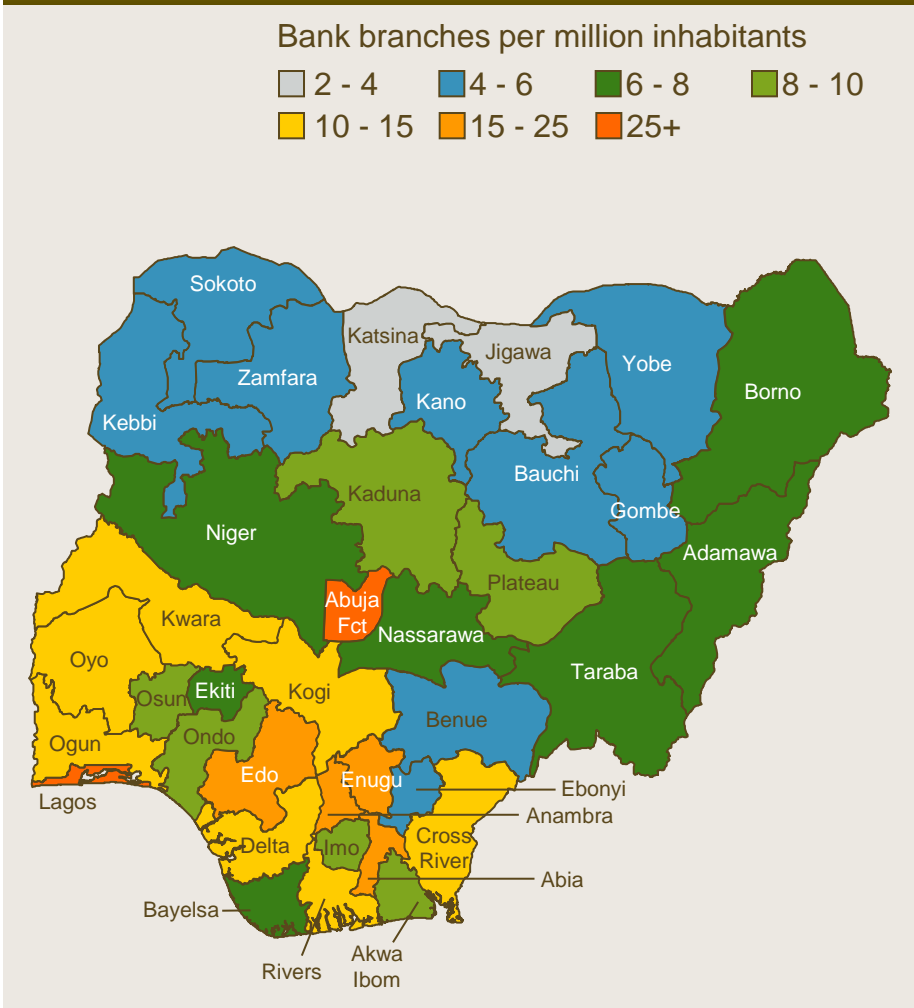 Bank branches per million inhabitants
2 - 4 4 - 6 6 - 8 8 - 10
10 - 15 15 - 25 25+
Sokoto
Katsina
Jigawa
Yobe
Zamfara
Borno
Kano
Kebbi
Bauchi
Kaduna
Gombe
Niger
Adamawa
Plateau
Abuja
Fct
Kwara
Nassarawa
Oyo
Taraba
Ekiti
Kogi
Osun
Benue
Ondo
Ogun
Edo
Enugu
Ebonyi
Lagos
Anambra
Cross
River
Delta
Imo
Abia
Bayelsa
Akwa
Ibom
Rivers